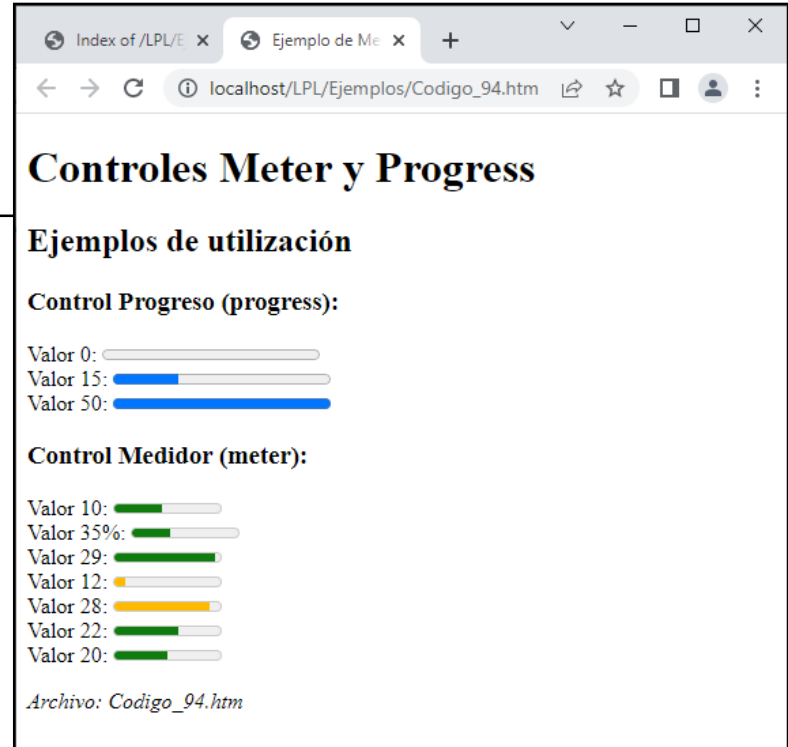 Index of /LPL/E
Ejemplo de Me
localhost/LPL/Ejemplos/Codigo_94.htm
Controles Meter y Progress
Ejemplos de utilización
Control Progreso (progress):
Valor 0:
Valor 15:
Valor 50:
Control Medidor (meter):
Valor 10:
Valor 35%:
Valor 29:
Valor 12:
Valor 28:
Valor 22:
Valor 20:
Archivo: Codigo_94.htm